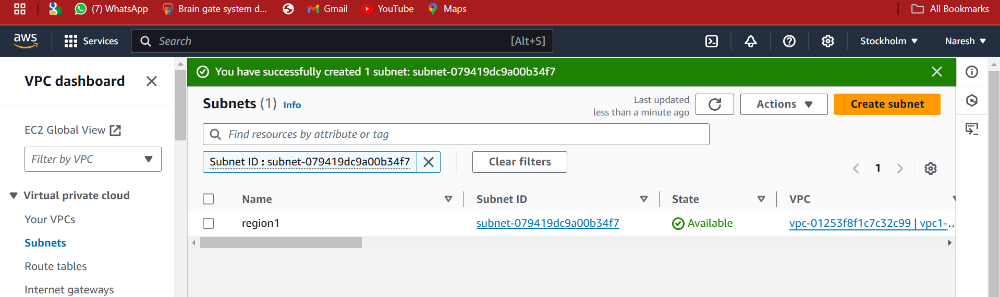 (7) WhatsApp Brain gate system d... Gmail YouTube Maps All Bookmarks
aws Services Search [Alt+S] Stockholm Naresh
VPC dashboard
EC2 Global View
Filter by VPC
Virtual private cloud
Your VPCs
Subnets
Route tables
Internet gateways
You have successfully created 1 subnet: subnet-079419dc9a00b34f7
Subnets (1) Info
Last updated
less than a minute ago
Actions
Create subnet
Find resources by attribute or tag
Subnet ID : subnet-079419dc9a00b34f7
Clear filters
1
Name Subnet ID State VPC
region1 subnet-079419dc9a00b34f7 Available vpc-01253f8f1c7c32c99 | vpc1-...